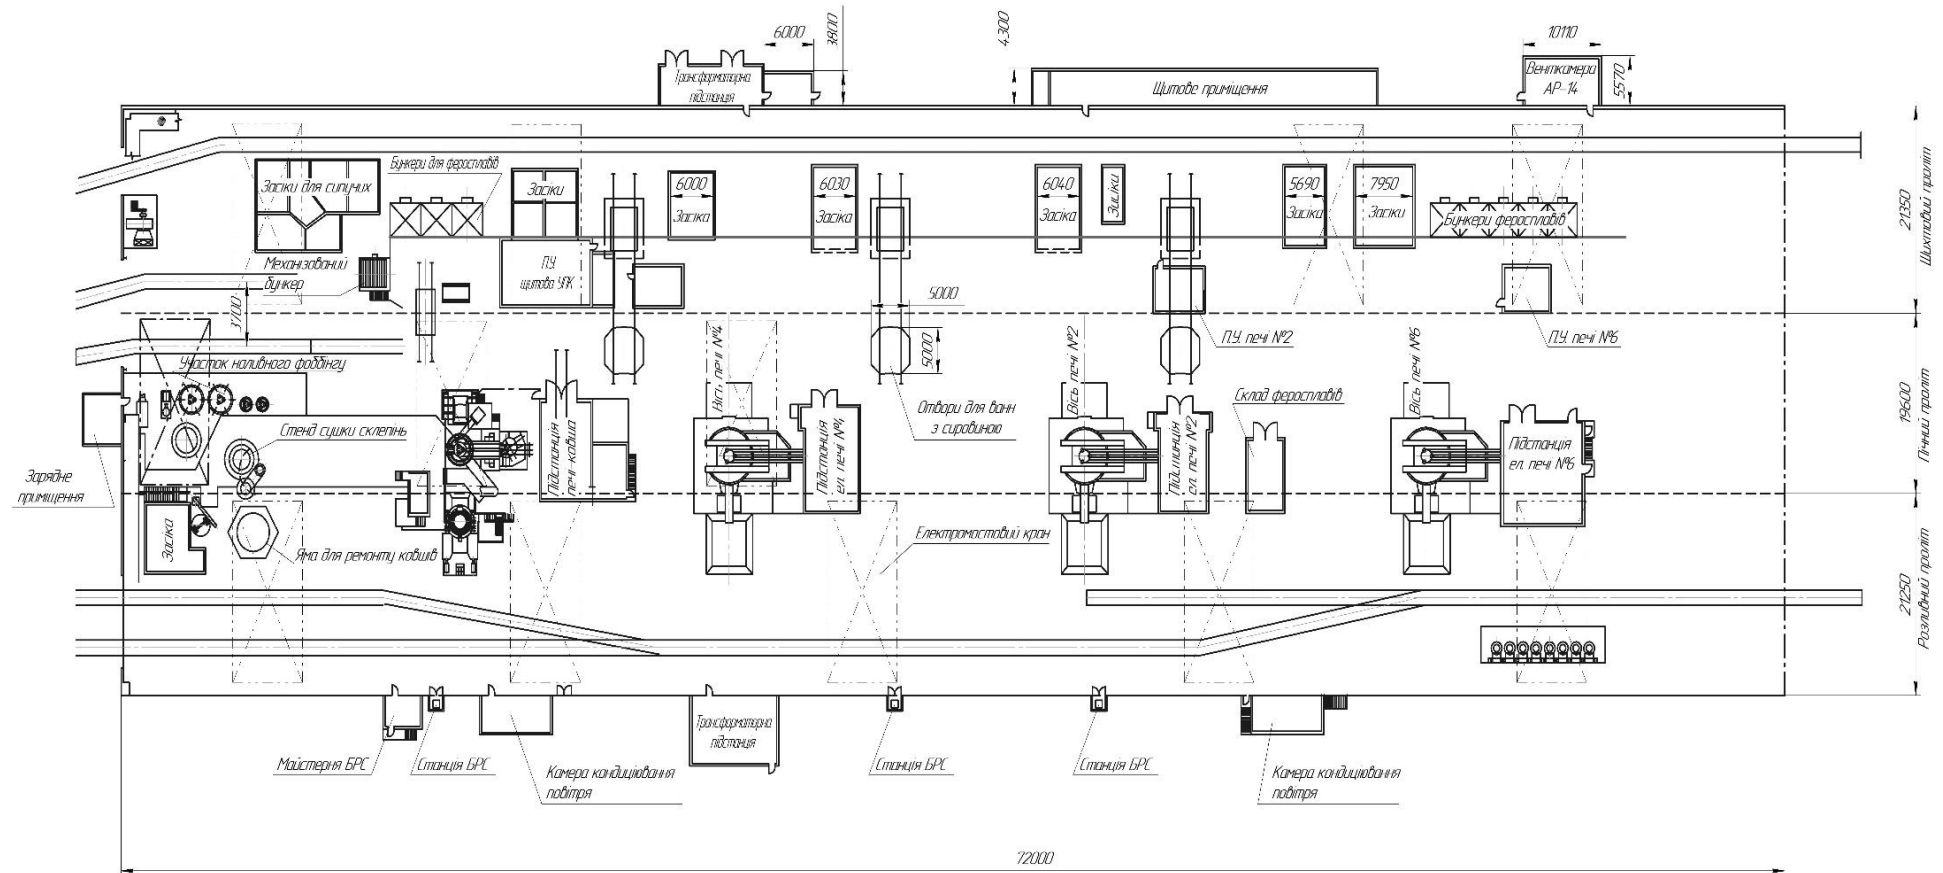 6000
3800
4300
10110
5570
Трансформаторна
підстанція
Щитове приміщення
Венткамера
АР-14
Бункери для феросплавів
Засіки для сипучих
Засіки
6000
Засіка
6030
Засіка
6040
Засіка
Засіки
5690
Засіка
7950
Засіки
Бункери феросплавів
21350
Шихтовий проліт
Механізований
бункер
П.У.
щитова УПК
3700
5000
5000
П.У. печі №2
П.У. печі №6
Участок наливного фоббінгу
Вісь печі №4
Вісь печі №2
Вісь печі №6
Отвори для ванн
з сировиною
Склад феросплавів
19600
Пічний проліт
Стенд сушки склепінь
Підстанція
печі-ковша
Підстанція
ел. печі №4
Підстанція
ел. печі №2
Підстанція
ел. печі №6
Зарядне
приміщення
Засіка
Яма для ремонту ковшів
Електромостовий кран
21250
Розливний проліт
Трансформаторна
підстанція
Майстерня БРС
Станція БРС
Камера кондиціювання
повітря
Станція БРС
Станція БРС
Камера кондиціювання
повітря
72000